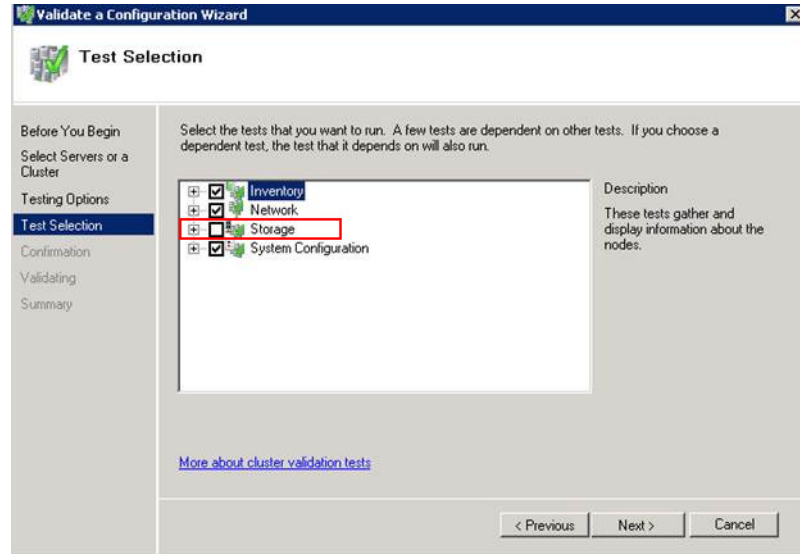 Validate a Configuration Wizard
Test Selection
Before You Begin
Select Servers or a
Cluster
Testing Options
Test Selection
Confirmation
Validating
Summary
Select the tests that you want to run. A few tests are dependent on other tests. If you choose a
dependent test, the test that it depends on will also run.
Inventory
Network
Storage
System Configuration
Description
These tests gather and
display information about the
nodes.
More about cluster validation tests
< Previous
Next >
Cancel